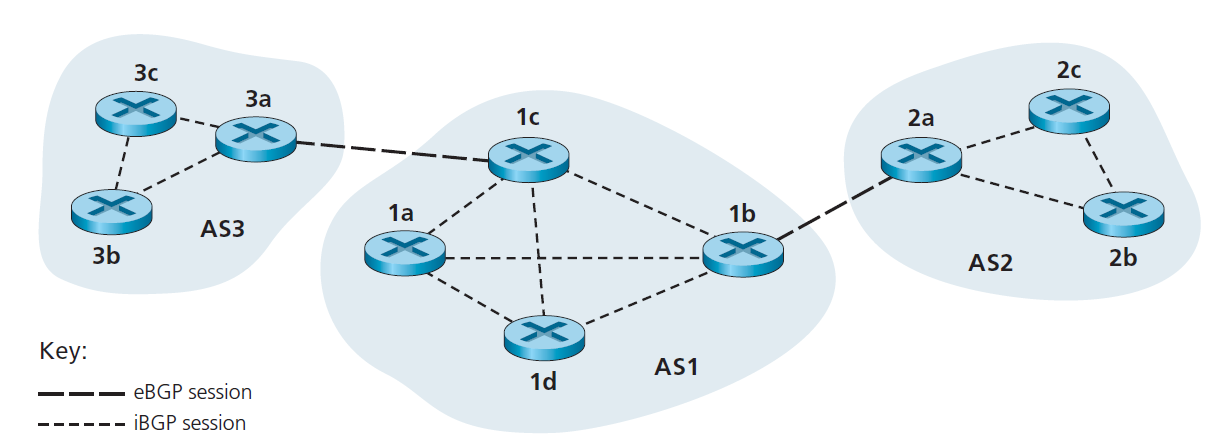 3c
3a
3b
AS3
1c
1a
1b
1d
AS1
2c
2a
2b
AS2
Key:
eBGP session
iBGP session